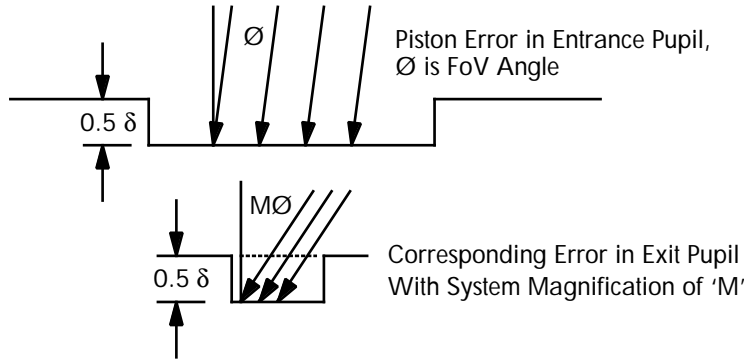 Ø
Piston Error in Entrance Pupil,
Ø is FoV Angle
0.5 δ
MØ
0.5 δ
Corresponding Error in Exit Pupil
With System Magnification of ‘M’